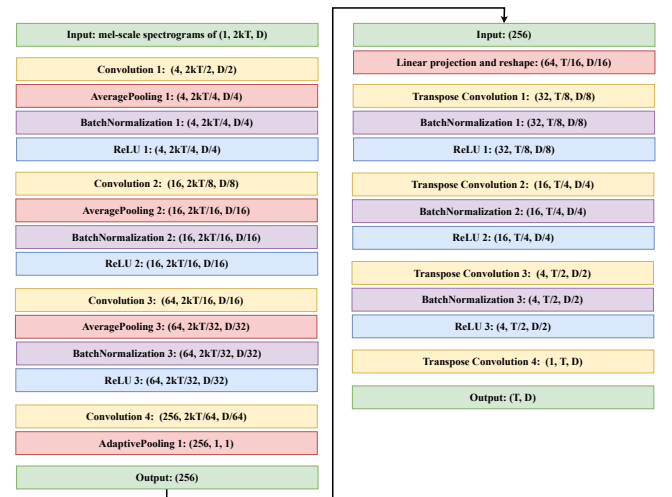 Input: mel-scale spectrograms of (1, 2kT, D)
Convolution 1: (4, 2kT/2, D/2)
AveragePooling 1: (4, 2kT/4, D/4)
BatchNormalization 1: (4, 2kT/4, D/4)
ReLU 1: (4, 2kT/4, D/4)
Convolution 2: (16, 2kT/8, D/8)
AveragePooling 2: (16, 2kT/16, D/16)
BatchNormalization 2: (16, 2kT/16, D/16)
ReLU 2: (16, 2kT/16, D/16)
Convolution 3: (64, 2kT/16, D/16)
AveragePooling 3: (64, 2kT/32, D/32)
BatchNormalization 3: (64, 2kT/32, D/32)
ReLU 3: (64, 2kT/32, D/32)
Convolution 4: (256, 2kT/64, D/64)
AdaptivePooling 1: (256, 1, 1)
Output: (256)
Input: (256)
Linear projection and reshape: (64, T/16, D/16)
Transpose Convolution 1: (32, T/8, D/8)
BatchNormalization 1: (32, T/8, D/8)
ReLU 1: (32, T/8, D/8)
Transpose Convolution 2: (16, T/4, D/4)
BatchNormalization 2: (16, T/4, D/4)
ReLU 2: (16, T/4, D/4)
Transpose Convolution 3: (4, T/2, D/2)
BatchNormalization 3: (4, T/2, D/2)
ReLU 3: (4, T/2, D/2)
Transpose Convolution 4: (1, T, D)
Output: (T, D)